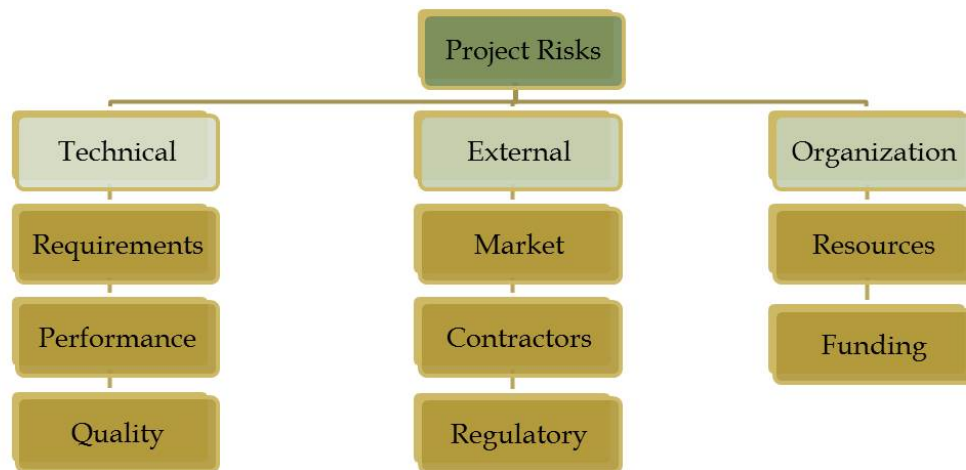 Project Risks
Technical
External
Organization
Requirements
Market
Resources
Performance
Contractors
Funding
Quality
Regulatory